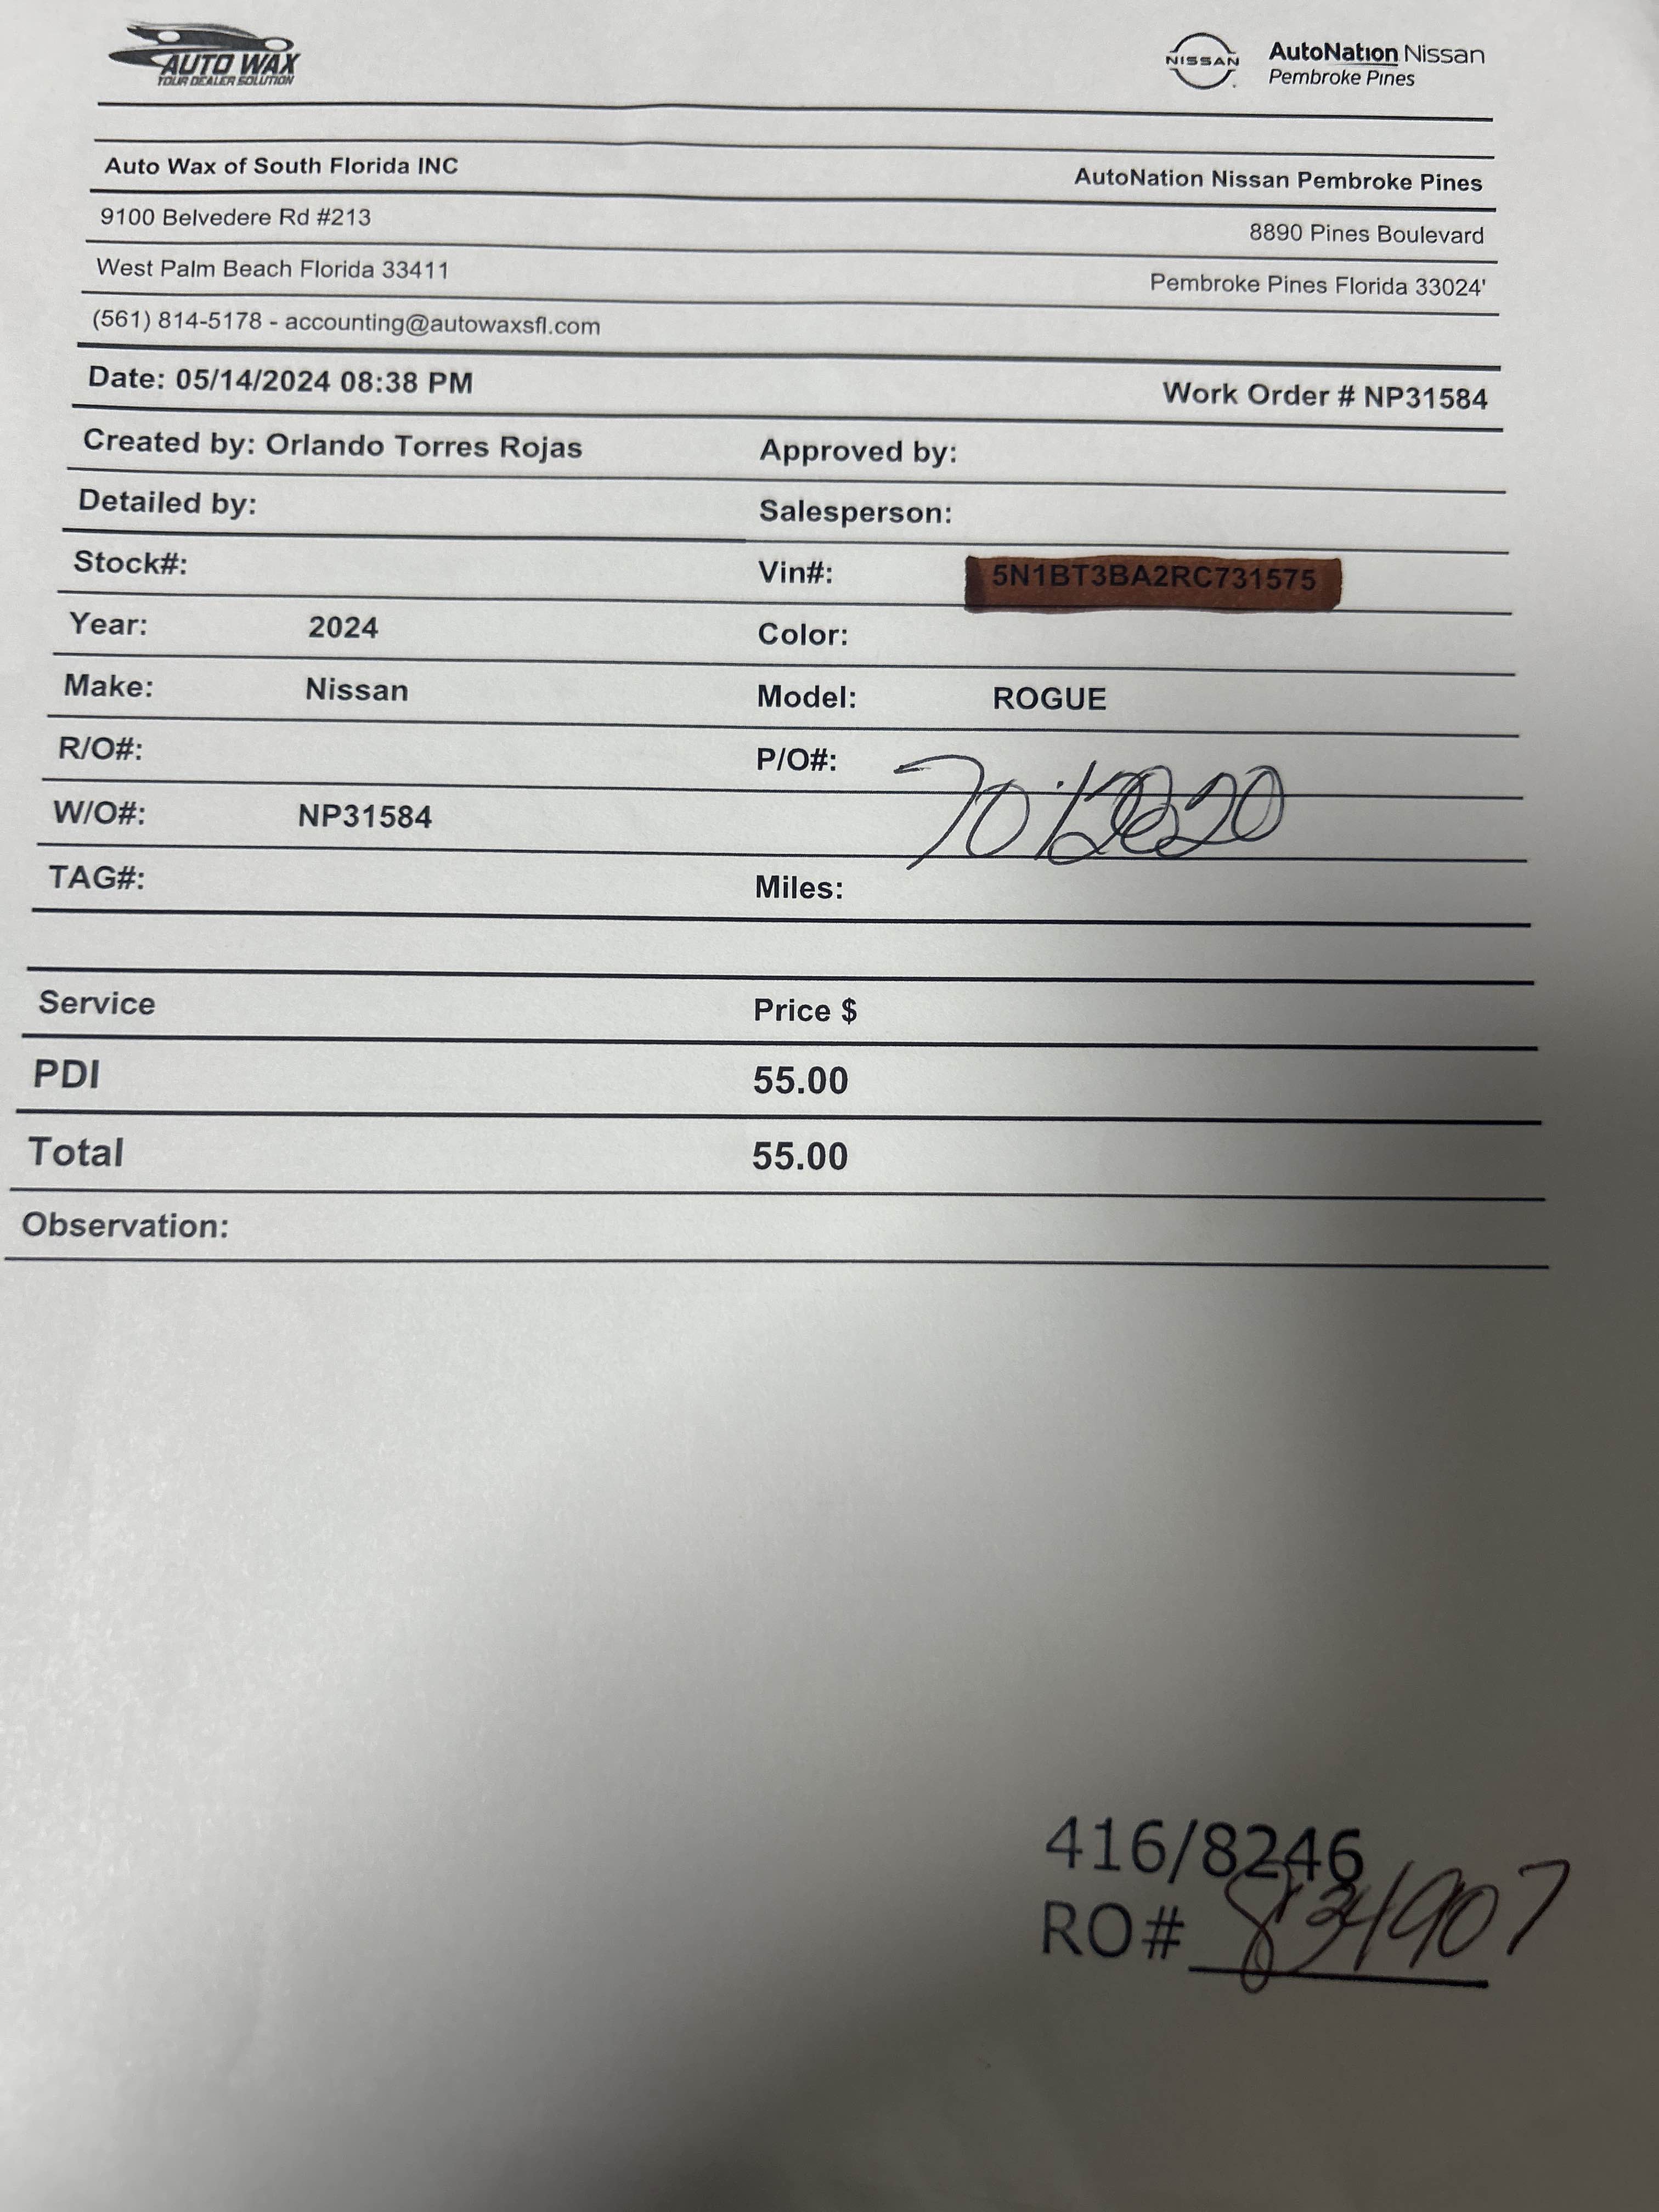 AUTO WAX
YOUR DEALER SOLUTION
NISSAN
AutoNation Nissan
Pembroke Pines
Auto Wax of South Florida INC AutoNation Nissan Pembroke Pines
9100 Belvedere Rd #213 8890 Pines Boulevard
West Palm Beach Florida 33411 Pembroke Pines Florida 33024'
(561) 814-5178 - accounting@autowaxsfl.com
Date: 05/14/2024 08:38 PM Work Order # NP31584
Created by: Orlando Torres Rojas Approved by:
Detailed by: Salesperson:
Stock#: Vin#: 5N1BT3BA2RC731575
Year: 2024 Color:
Make: Nissan Model: ROGUE
R/O#: P/O#:
W/O#: NP31584
TAG#: Miles:
Service Price $
PDI 55.00
Total 55.00
Observation:
416/8246
RO# 834907